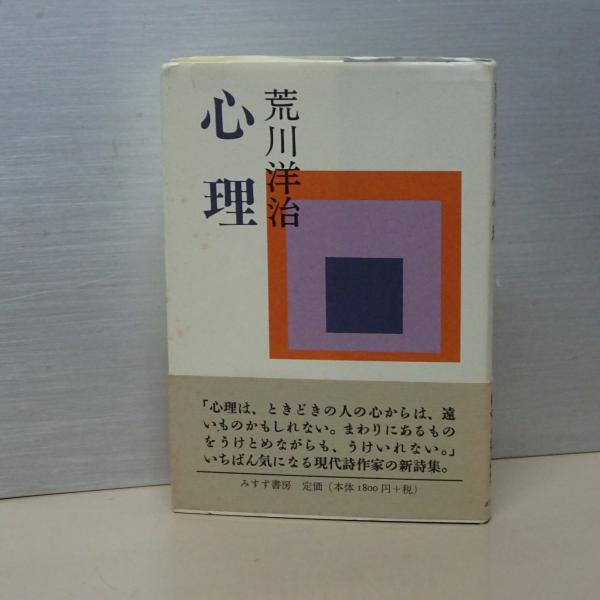 心理
荒川洋治
「心理は、ときどきの人の心からは、遠
いものかもしれない。まわりにあるもの
をうけとめながらも、うけいれない。」
いちばん気になる現代詩作家の新詩集。
みすず書房 定価（本体1800円＋税）